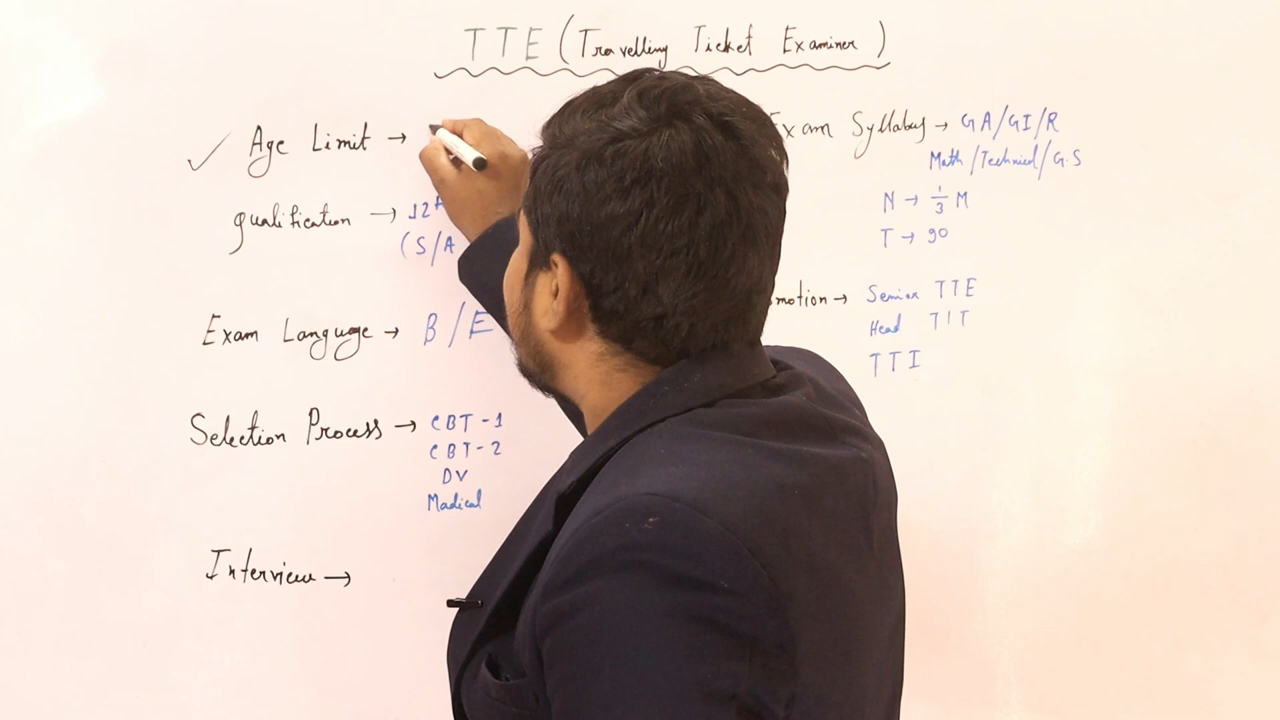 TTE (Travelling Ticket Examiner)
Age Limit →
qualification → 12
(S/A
Exam Language → B/E
Selection Process → CBT-1
CBT-2
DV
Madical
Interview →
Exam Syllabus → GA/GI/R
Math/Technical/G.S
N → 1/3 M
T → 90
motion → Senior TTE
Head TIT
TTI